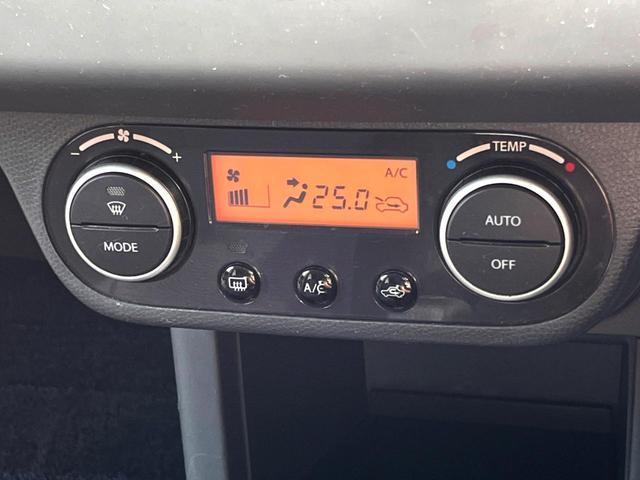 TEMP
- +
A/C
25.0
MODE
AUTO
OFF
A/C